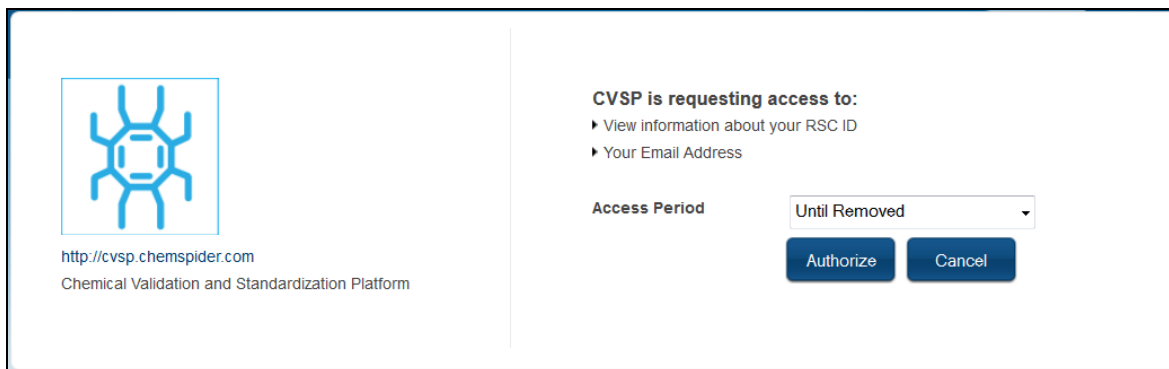 http://cvsp.chemspider.com
Chemical Validation and Standardization Platform
CVSP is requesting access to:
View information about your RSC ID
Your Email Address
Access Period
Until Removed
Authorize
Cancel